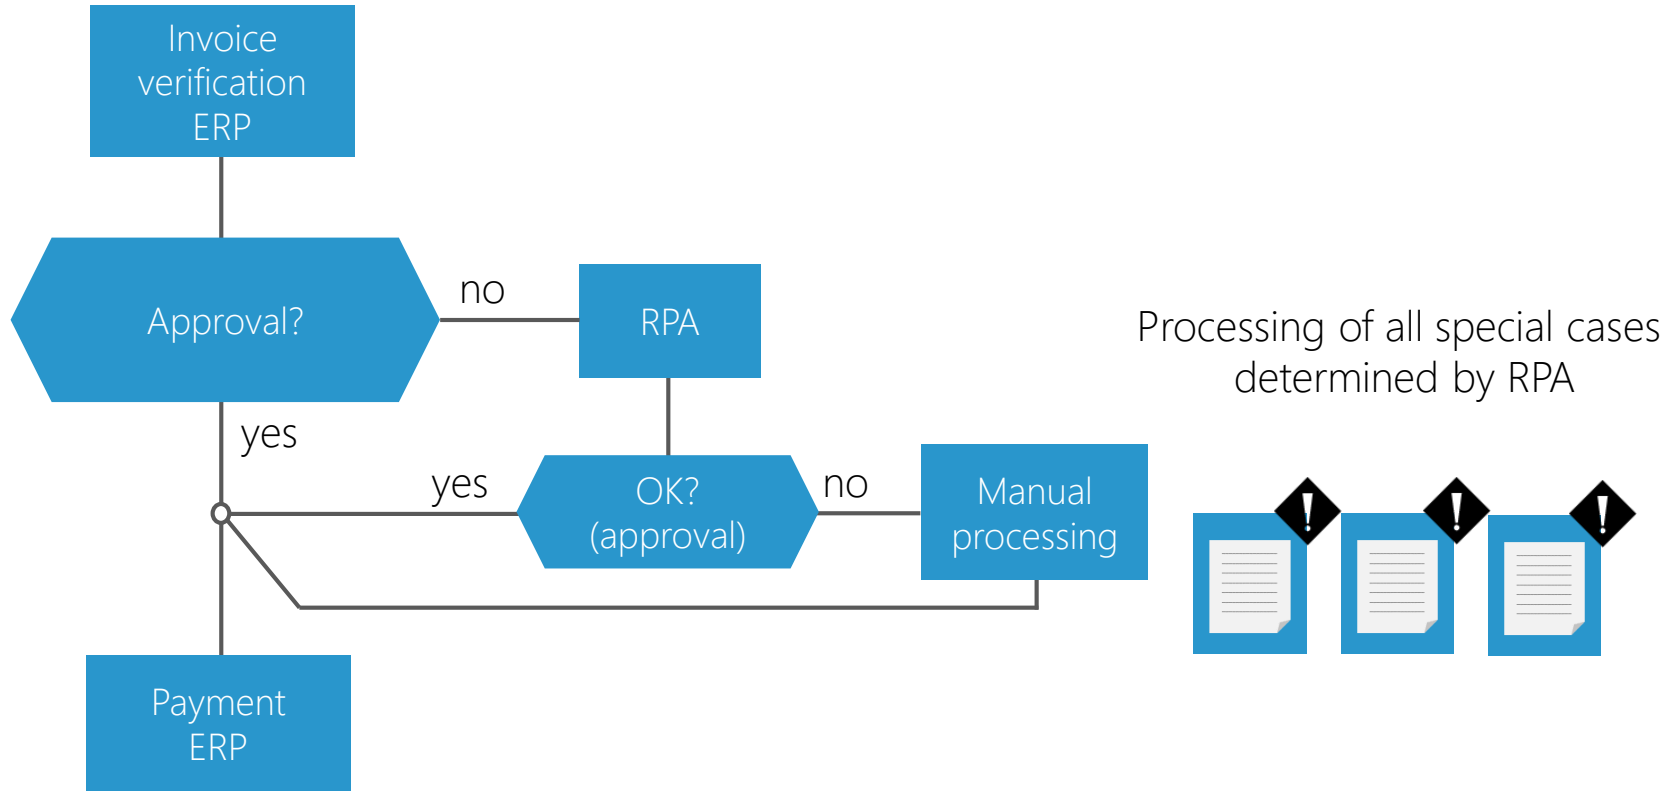 Invoice
verification
ERP
Approval?
no
RPA
Processing of all special cases
determined by RPA
yes
yes
OK?
(approval)
no
Manual
processing
!
!
!
Payment
ERP